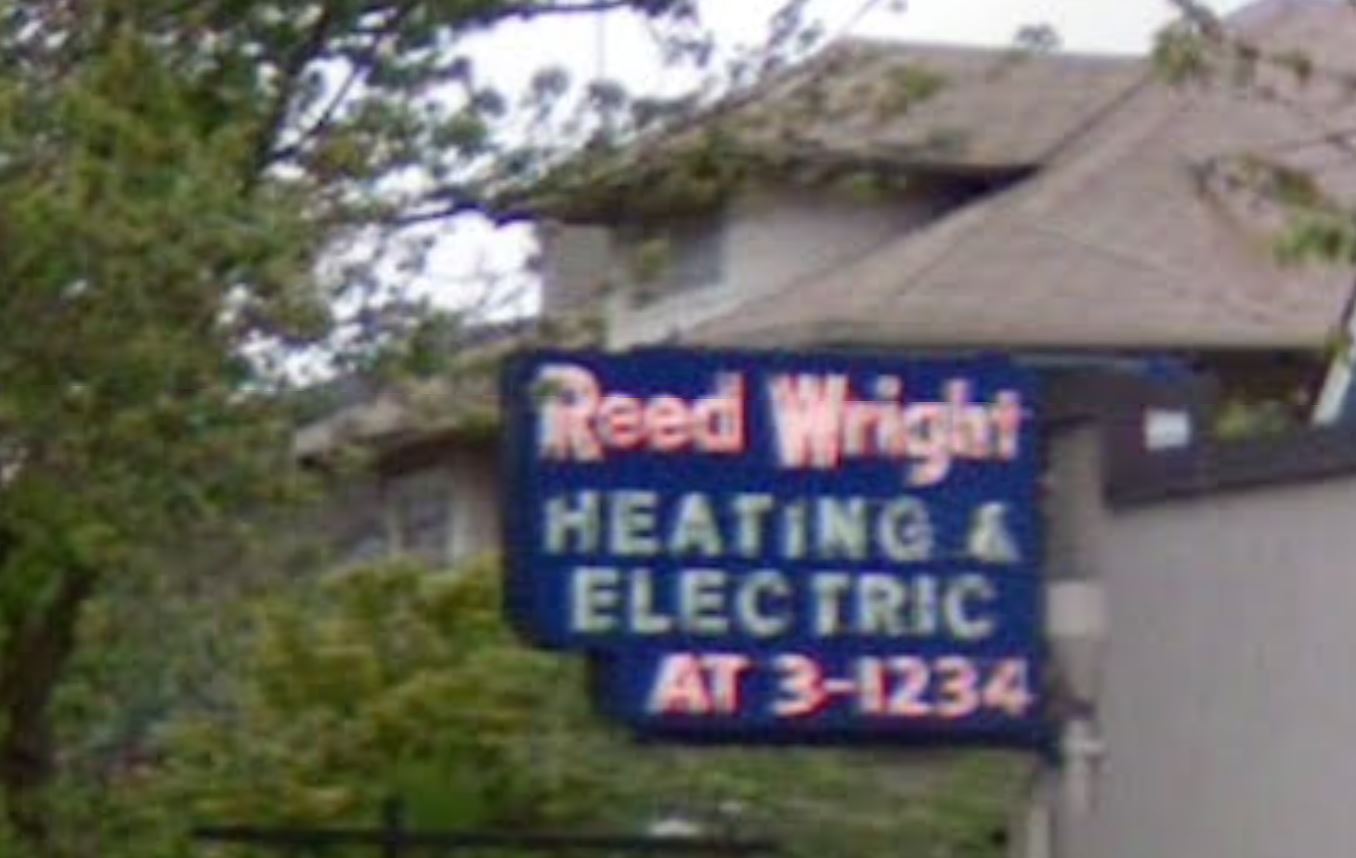 Reed Wright
HEATING &
ELECTRIC
AT 3-1234